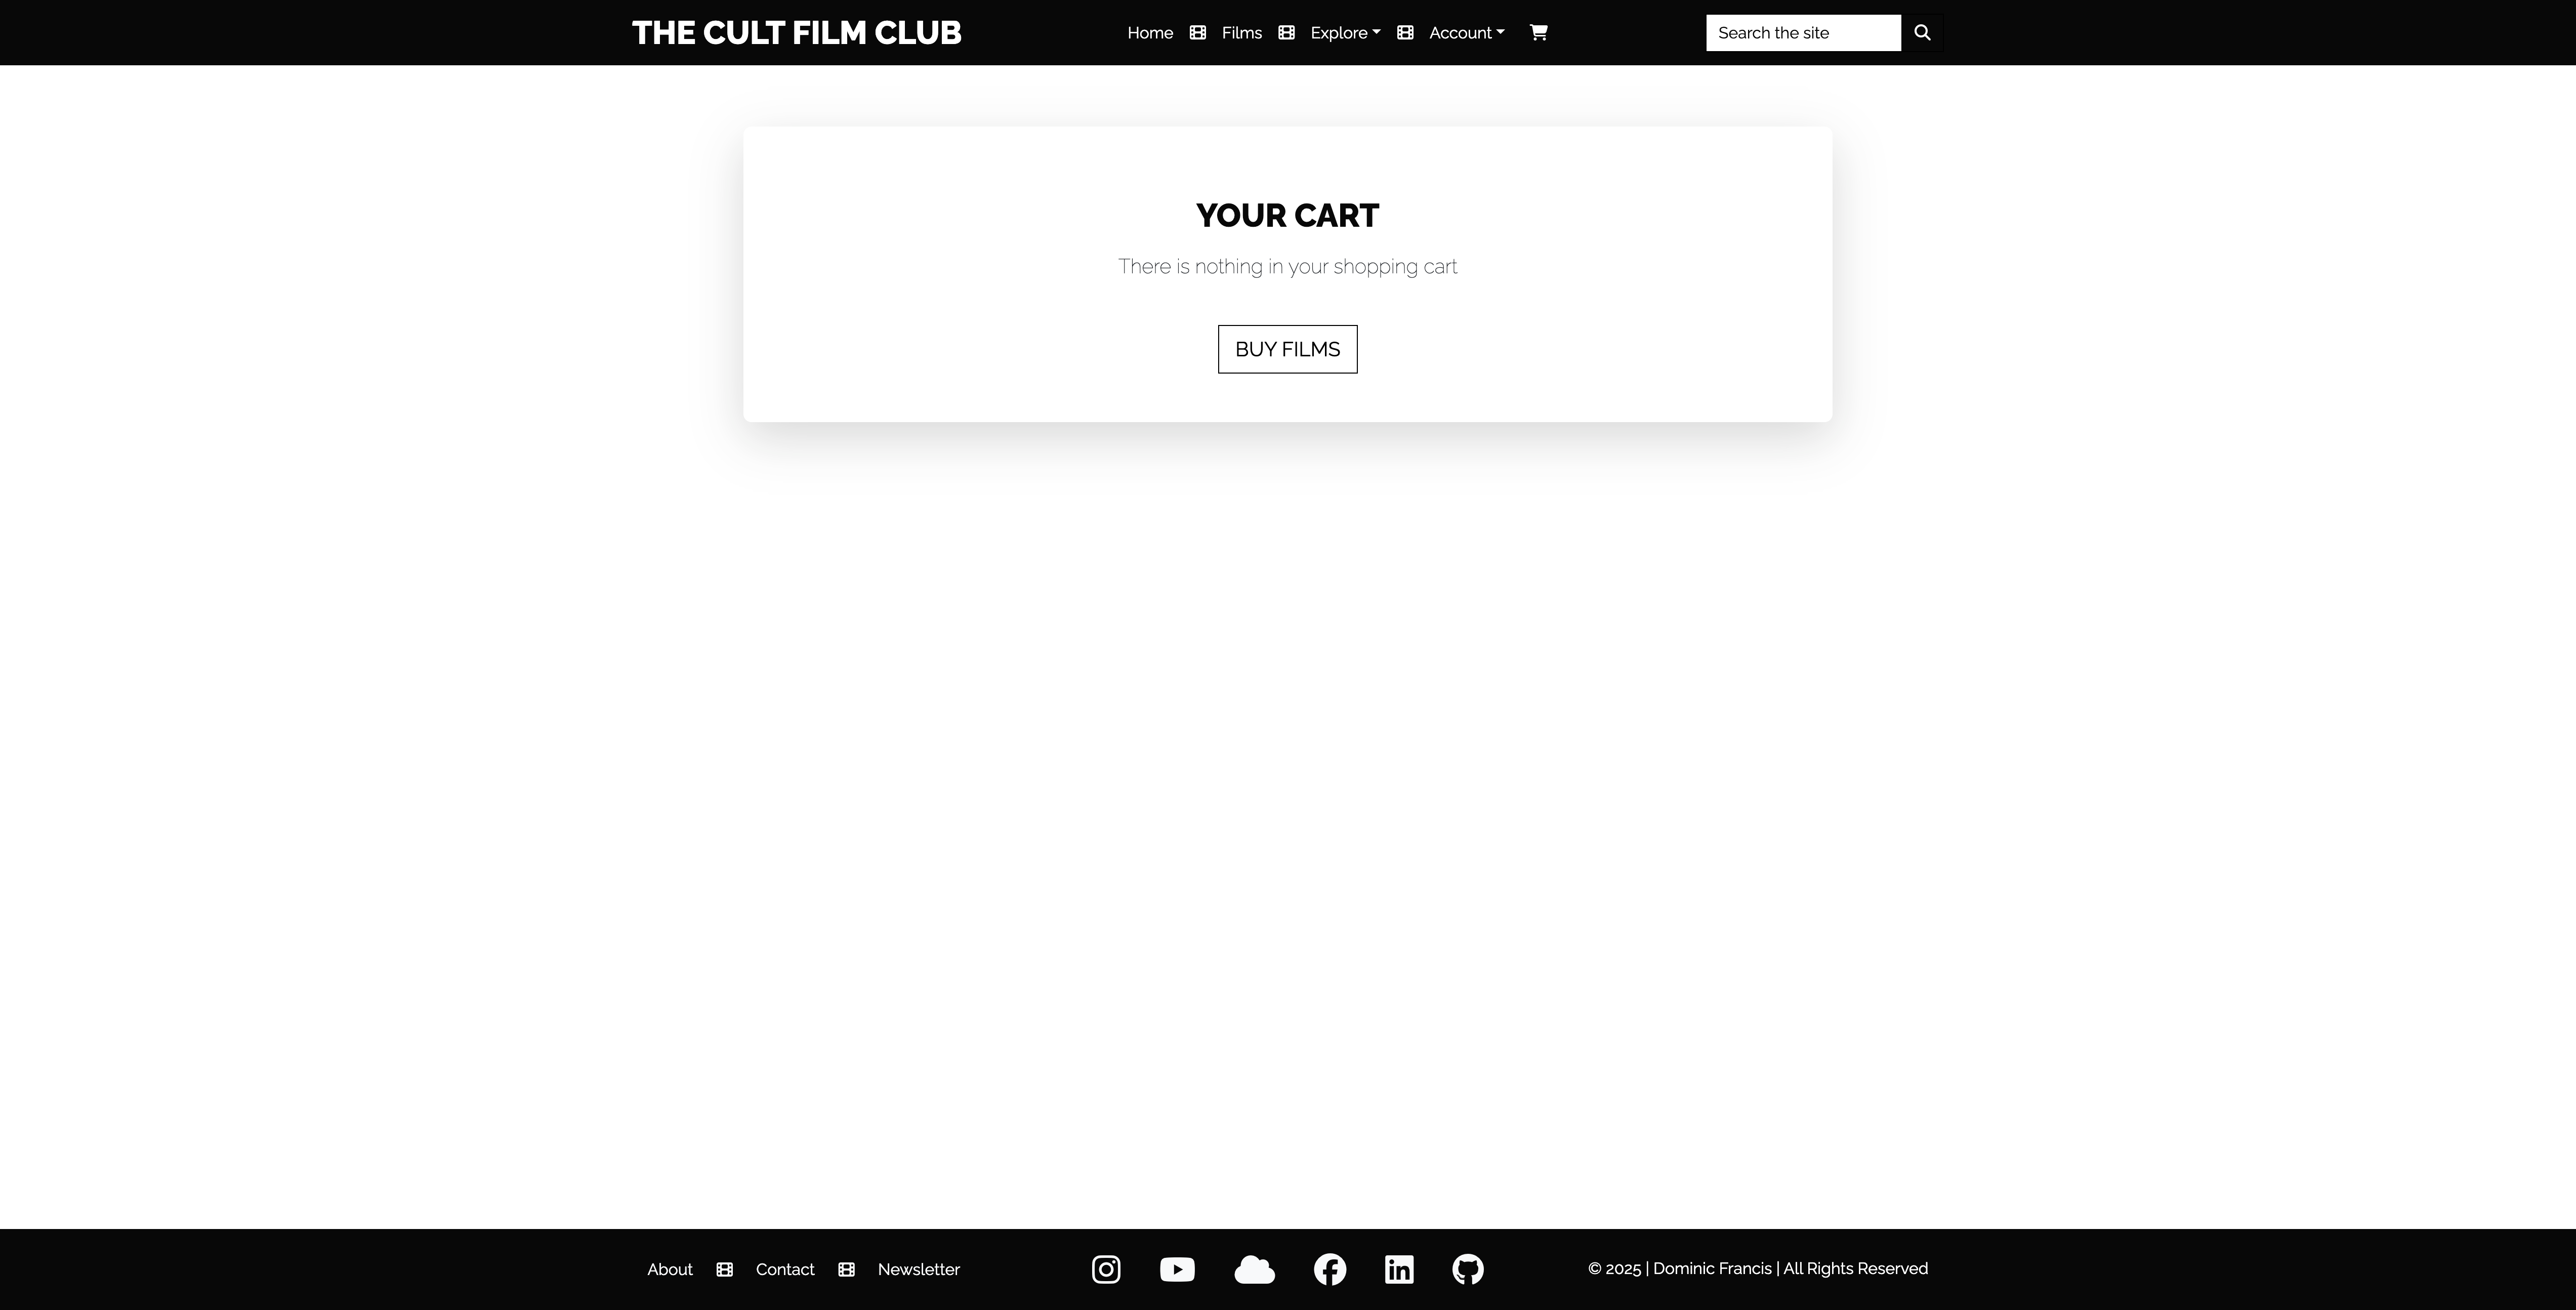 THE CULT FILM CLUB
Home Films Explore Account
Search the site
YOUR CART
There is nothing in your shopping cart
BUY FILMS
About Contact Newsletter
© 2025 | Dominic Francis | All Rights Reserved